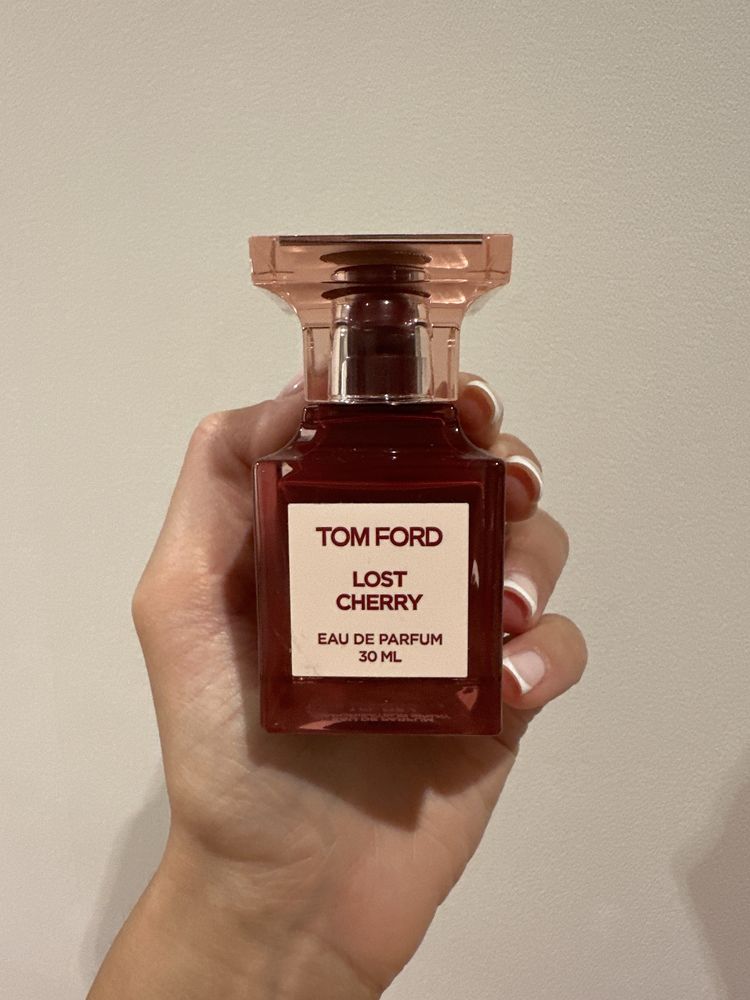 TOM FORD
LOST
CHERRY
EAU DE PARFUM
30 ML